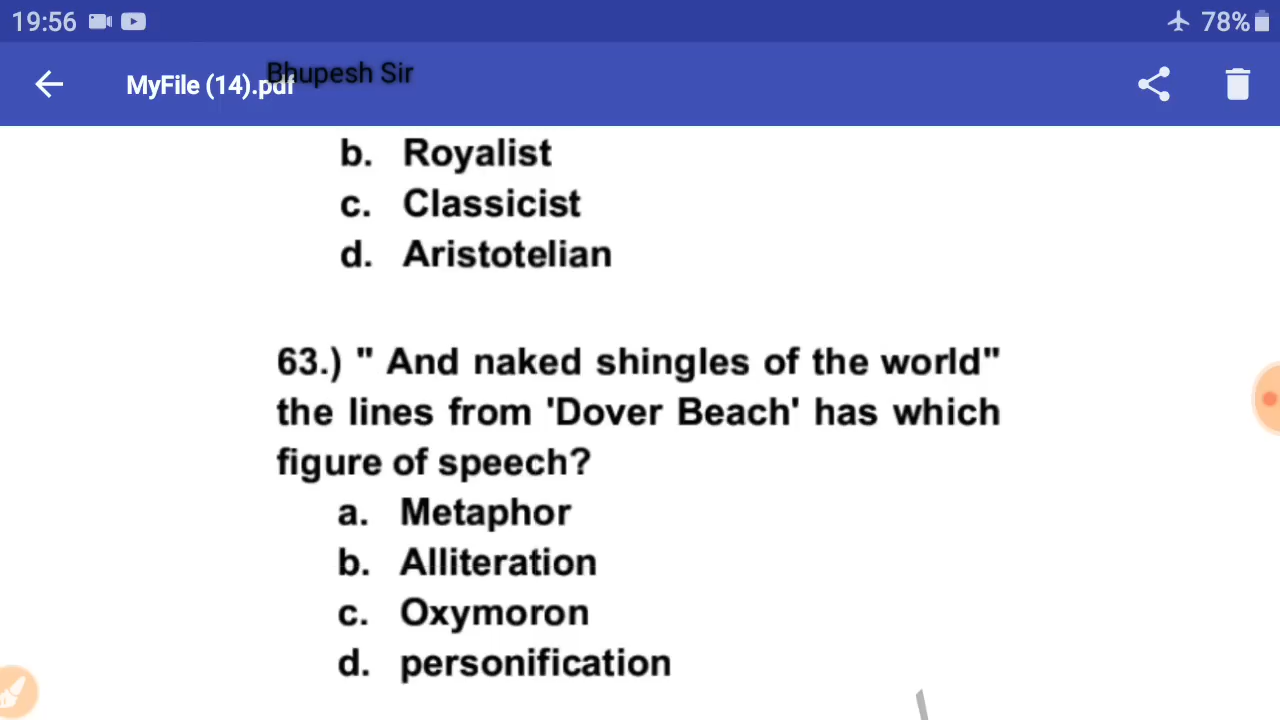 19:56 78%
MyFile (14).pdf
Bhupesh Sir
b. Royalist
c. Classicist
d. Aristotelian
63.) " And naked shingles of the world"
the lines from 'Dover Beach' has which
figure of speech?
a. Metaphor
b. Alliteration
c. Oxymoron
d. personification